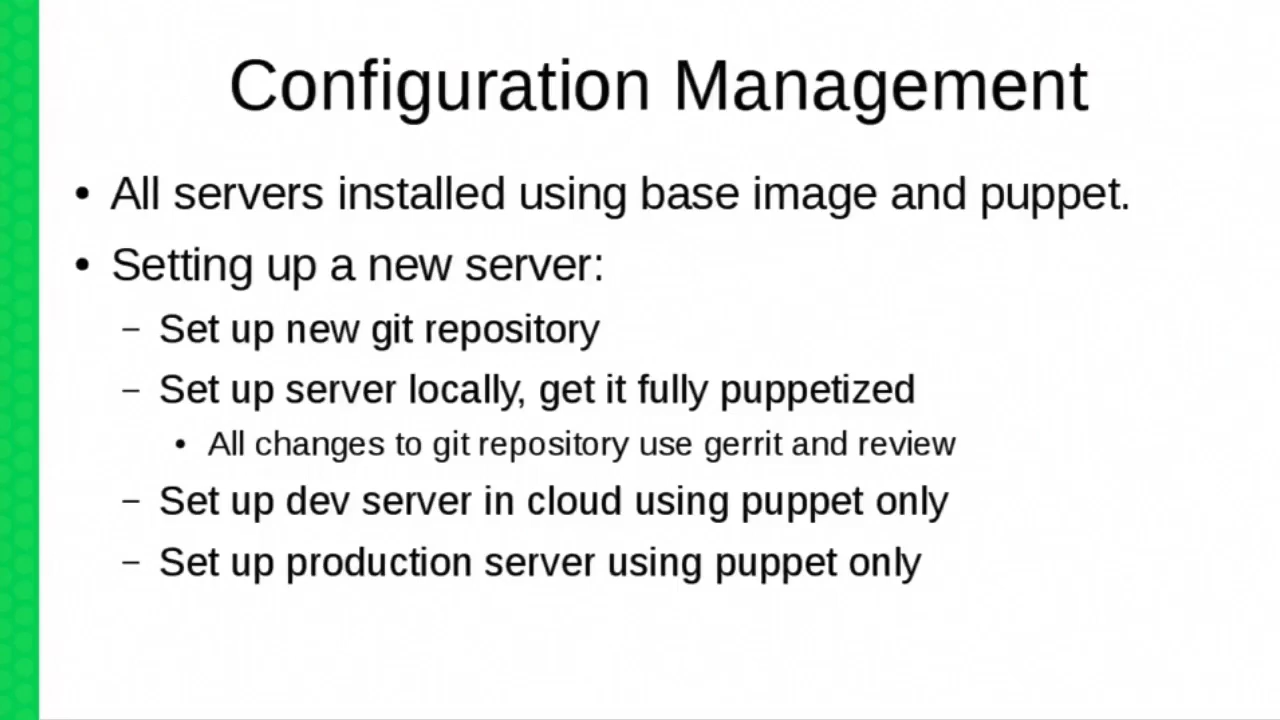 Configuration Management
• All servers installed using base image and puppet.
• Setting up a new server:
– Set up new git repository
– Set up server locally, get it fully puppetized
• All changes to git repository use gerrit and review
– Set up dev server in cloud using puppet only
– Set up production server using puppet only